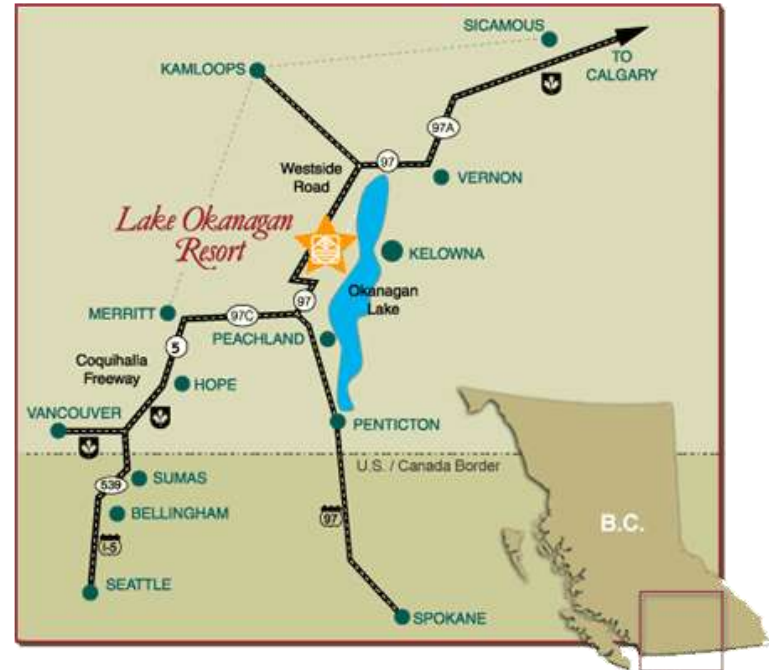 SICAMOUS
TO
CALGARY
KAMLOOPS
97A
97
Westside
Road
VERNON
Lake Okanagan
Resort
KELOWNA
Okanagan
Lake
97
MERRITT
97C
PEACHLAND
5
Coquihalla
Freeway
HOPE
VANCOUVER
PENTICTON
U.S. / Canada Border
SUMAS
539
BELLINGHAM
97
B.C.
I-5
SEATTLE
SPOKANE